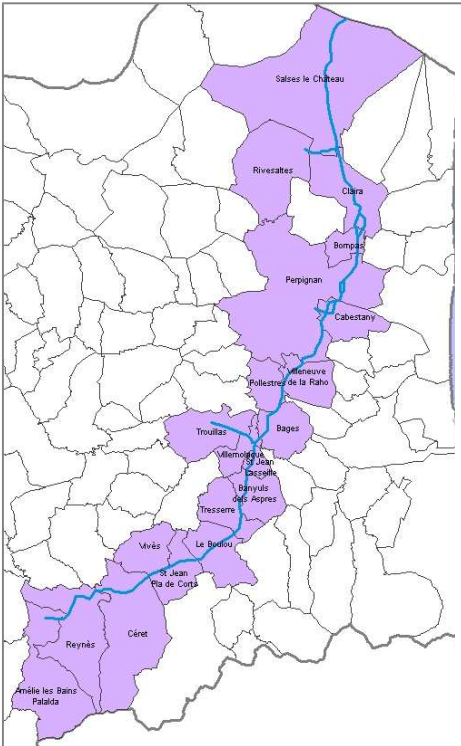 Salses le Château
Rivesaltes
Claira
Bompas
Perpignan
Cabestany
Villeneuve
de la Raho
Pollestres
Bages
Trouillas
Villemolaque
St Jean
Lasseille
Banyuls
dels Aspres
Tresserre
Le Boulou
Vivès
St Jean
Pla de Corts
Céret
Reynès
Amélie les Bains
Palalda